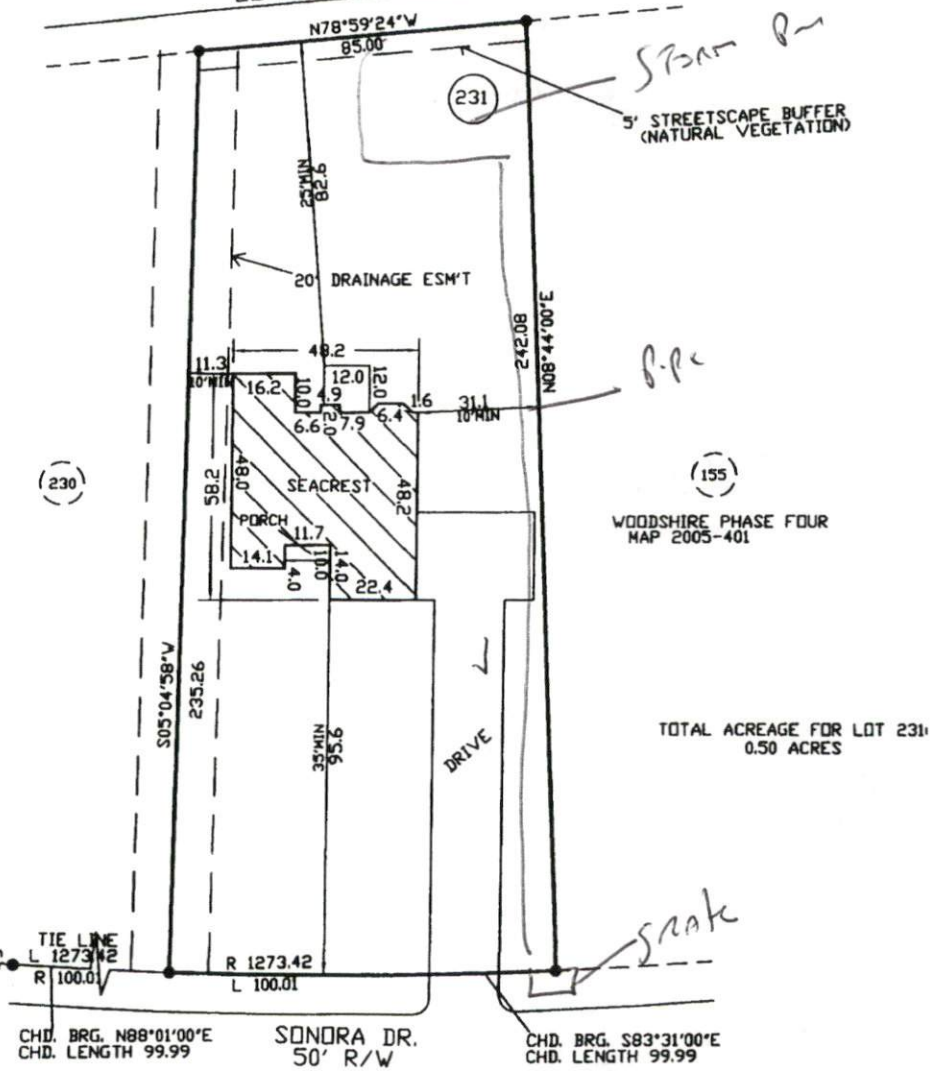 N78°59'24"W
85.00'
231
5' STREETSCAPE BUFFER
(NATURAL VEGETATION)
25'MIN
82.6
20' DRAINAGE ESM'T
242.08
N08°44'00"E
48.2
11.3
10'MIN
16.2
10.0
4.9
12.0
12.0
1.6
31.1
10'MIN
6.6
2.0
7.9
6.4
230
58.2
48.0
SEACREST
48.2
155
WOODSHIRE PHASE FOUR
MAP 2005-401
PORCH
11.7
14.1
4.0
10.0
14.0
22.4
S05°04'58"W
235.26
35'MIN
95.6
DRIVE
TOTAL ACREAGE FOR LOT 231
0.50 ACRES
GRATE
TIE LINE
L 1273.42
R 100.01
R 1273.42
L 100.01
CHD. BRG. N88°01'00"E
CHD. LENGTH 99.99
SONORA DR.
50' R/W
CHD. BRG. S83°31'00"E
CHD. LENGTH 99.99